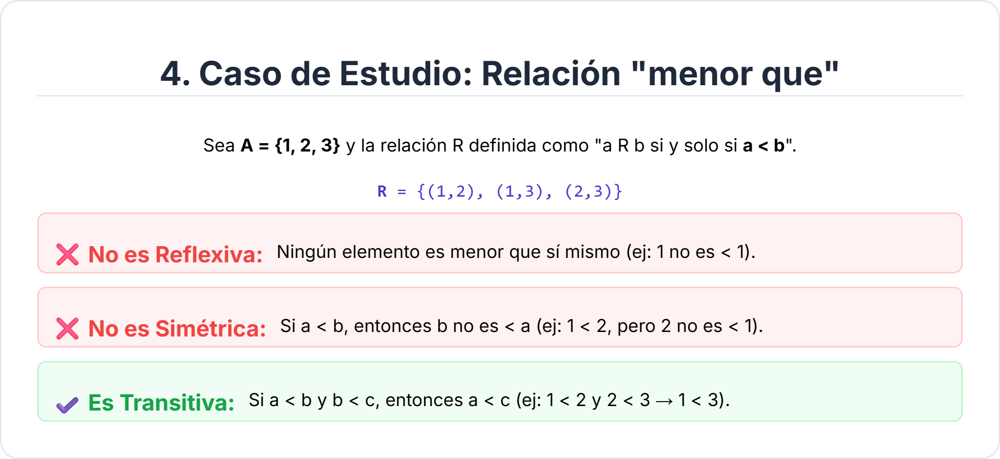 4. Caso de Estudio: Relación "menor que"
Sea A = {1, 2, 3} y la relación R definida como "a R b si y solo si a < b".
R = {(1,2), (1,3), (2,3)}
❌ No es Reflexiva: Ningún elemento es menor que sí mismo (ej: 1 no es < 1).
❌ No es Simétrica: Si a < b, entonces b no es < a (ej: 1 < 2, pero 2 no es < 1).
✔ Es Transitiva: Si a < b y b < c, entonces a < c (ej: 1 < 2 y 2 < 3 → 1 < 3).